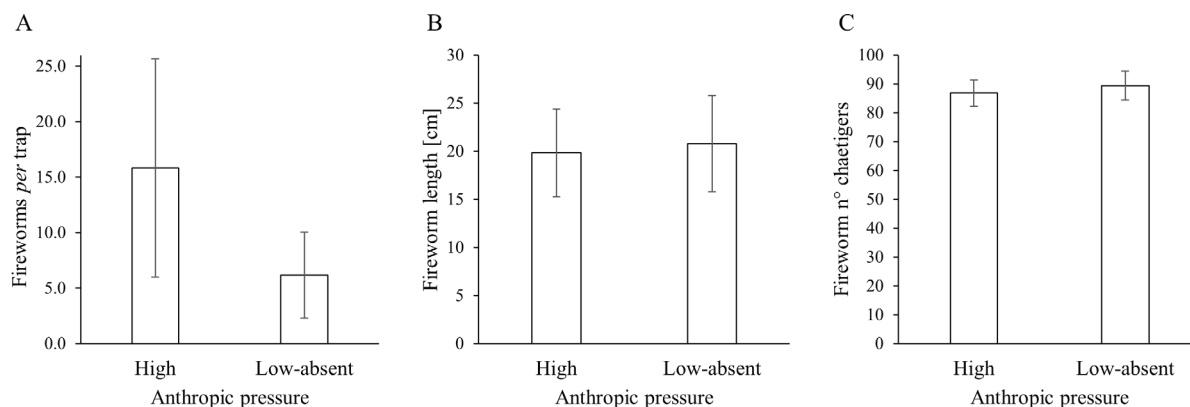 A
Fireworms per trap
25.0
20.0
15.0
10.0
5.0
0.0
High
Low-absent
Anthropic pressure
B
Fireworm length [cm]
30
25
20
15
10
5
0
High
Low-absent
Anthropic pressure
C
Fireworm n° chaetigers
100
90
80
70
60
50
40
30
20
10
0
High
Low-absent
Anthropic pressure